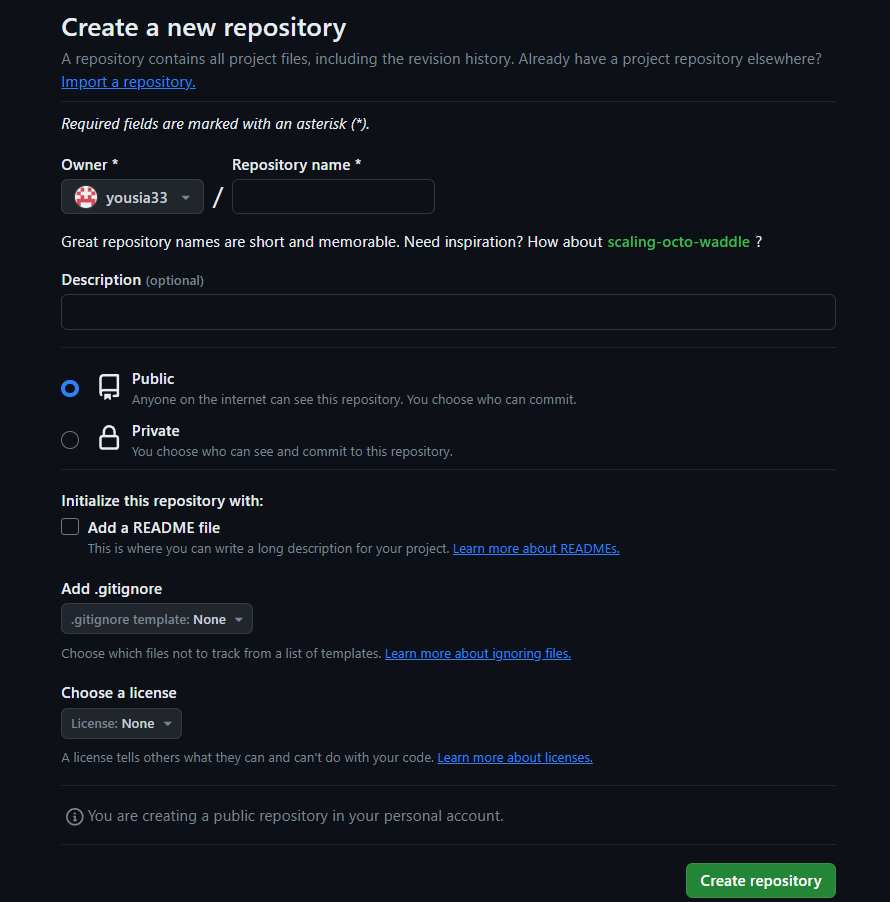 Create a new repository
A repository contains all project files, including the revision history. Already have a project repository elsewhere?
Import a repository.
Required fields are marked with an asterisk (*).
Owner * Repository name *
yousia33 /
Great repository names are short and memorable. Need inspiration? How about scaling-octo-waddle ?
Description (optional)
Public
Anyone on the internet can see this repository. You choose who can commit.
Private
You choose who can see and commit to this repository.
Initialize this repository with:
Add a README file
This is where you can write a long description for your project. Learn more about READMEs.
Add .gitignore
.gitignore template: None
Choose which files not to track from a list of templates. Learn more about ignoring files.
Choose a license
License: None
A license tells others what they can and can't do with your code. Learn more about licenses.
You are creating a public repository in your personal account.
Create repository